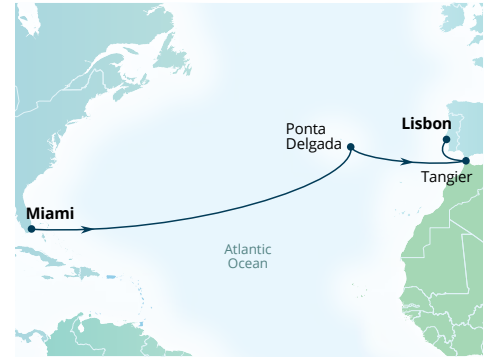 Ponta
Delgada
Lisbon
Tangier
Miami
Atlantic
Ocean